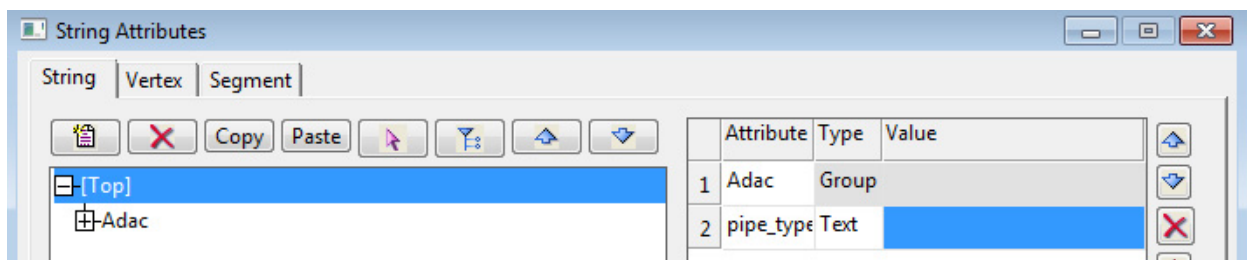 String Attributes
String Vertex Segment
Copy Paste
[Top]
Adac
Attribute Type Value
1 Adac Group
2 pipe_type Text